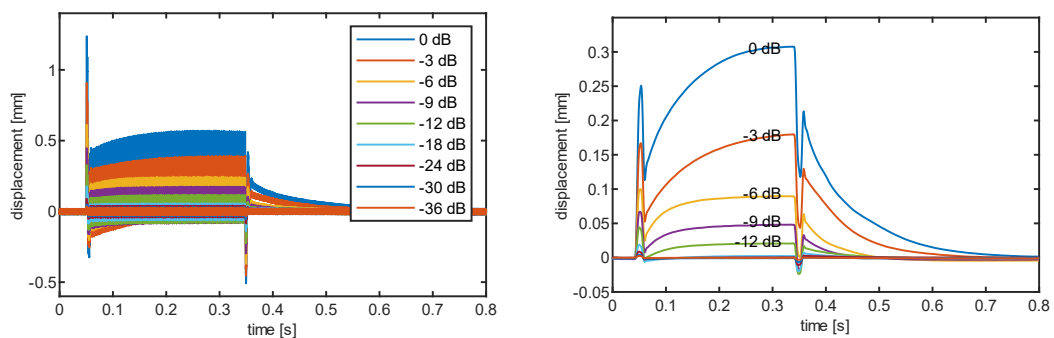 displacement [mm]
1
0.5
0
-0.5
0 dB
-3 dB
-6 dB
-9 dB
-12 dB
-18 dB
-24 dB
-30 dB
-36 dB
0 0.1 0.2 0.3 0.4 0.5 0.6 0.7 0.8
time [s]
displacement [mm]
0.3
0.25
0.2
0.15
0.1
0.05
0
-0.05
0 dB
-3 dB
-6 dB
-9 dB
-12 dB
0 0.1 0.2 0.3 0.4 0.5 0.6 0.7 0.8
time [s]